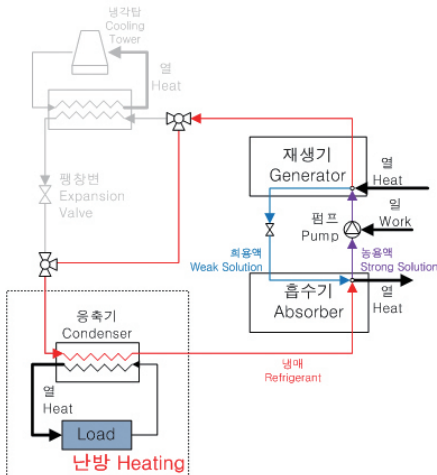 냉각탑
Cooling
Tower
열
Heat
팽창변
Expansion
Valve
재생기
Generator
열
Heat
펌프
Pump
일
Work
희용액
Weak Solution
농용액
Strong Solution
흡수기
Absorber
열
Heat
응축기
Condenser
냉매
Refrigerant
열
Heat
Load
난방 Heating